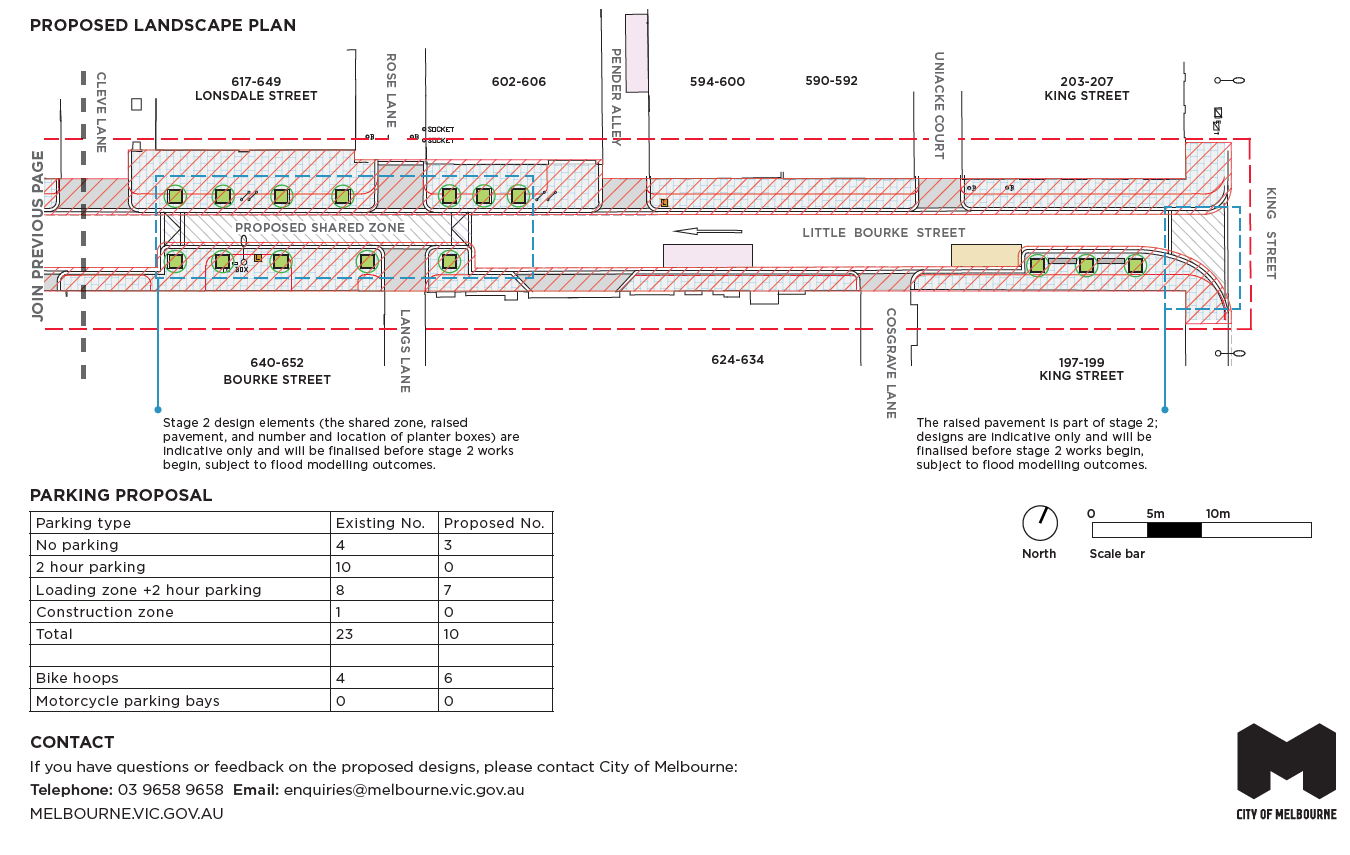 PROPOSED LANDSCAPE PLAN
CLEVE LANE
617-649
LONSDALE STREET
ROSE LANE
602-606
PENDER ALLEY
594-600
590-592
UNIACKE COURT
203-207
KING STREET
SOCKET
SOCKET
JOIN PREVIOUS PAGE
PROPOSED SHARED ZONE
LITTLE BOURKE STREET
KING STREET
BOX
640-652
BOURKE STREET
LANGS LANE
624-634
COSGRAVE LANE
197-199
KING STREET
Stage 2 design elements (the shared zone, raised
pavement, and number and location of planter boxes) are
indicative only and will be finalised before stage 2 works
begin, subject to flood modelling outcomes.
The raised pavement is part of stage 2;
designs are indicative only and will be
finalised before stage 2 works begin,
subject to flood modelling outcomes.
PARKING PROPOSAL
Parking type Existing No. Proposed No.
No parking 4 3
2 hour parking 10 0
Loading zone +2 hour parking 8 7
Construction zone 1 0
Total 23 10
Bike hoops 4 6
Motorcycle parking bays 0 0
0 5m 10m
North
Scale bar
CONTACT
If you have questions or feedback on the proposed designs, please contact City of Melbourne:
Telephone: 03 9658 9658 Email: enquiries@melbourne.vic.gov.au
MELBOURNE.VIC.GOV.AU
CITY OF MELBOURNE